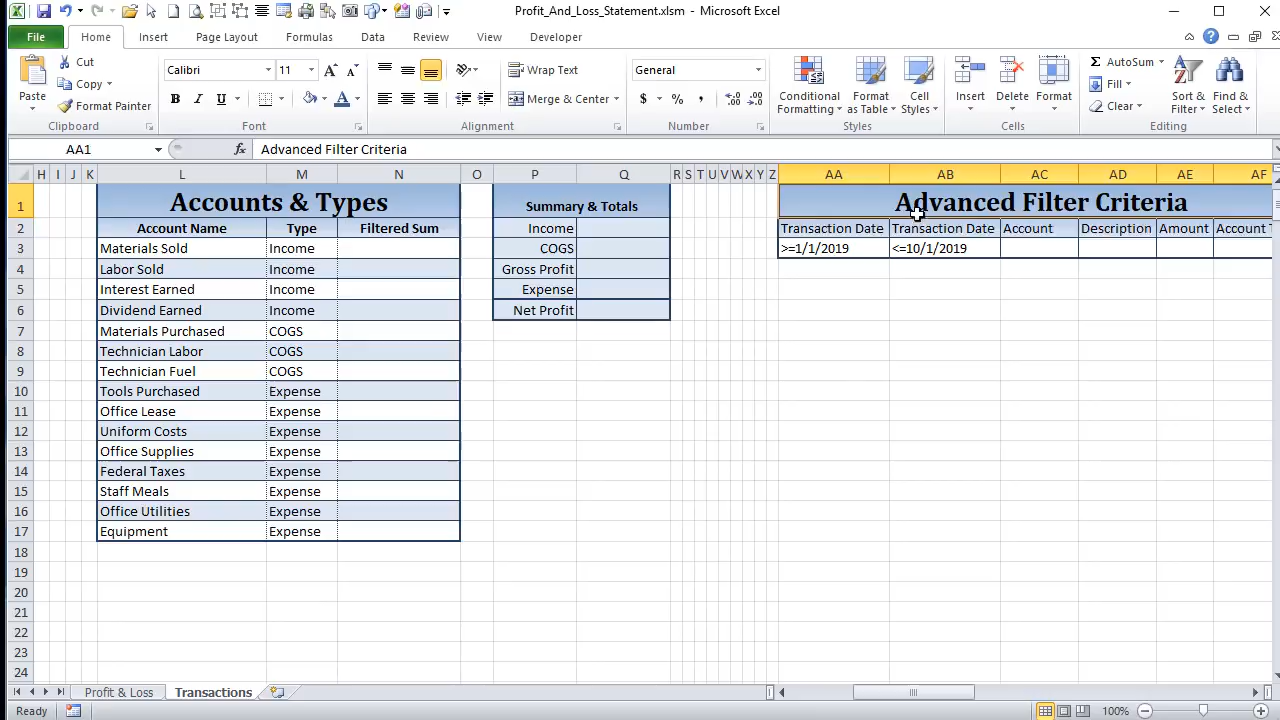 Profit_And_Loss_Statement.xlsm - Microsoft Excel
File Home Insert Page Layout Formulas Data Review View Developer
Paste
Cut
Copy
Format Painter
Clipboard
Calibri 11
B I U
Font
Wrap Text
Merge & Center
Alignment
General
$ % , .0 .00 .00 .0
Number
Conditional Formatting
Format as Table
Cell Styles
Styles
Insert Delete Format
Cells
AutoSum
Fill
Clear
Sort & Filter
Find & Select
Editing
AA1 fx Advanced Filter Criteria
H I J K L M N O P Q R S T U V W X Y Z AA AB AC AD AE AF
1 Accounts & Types Summary & Totals Advanced Filter Criteria
2 Account Name Type Filtered Sum Income Transaction Date Transaction Date Account Description Amount Account T
3 Materials Sold Income COGS >=1/1/2019 <=10/1/2019
4 Labor Sold Income Gross Profit
5 Interest Earned Income Expense
6 Dividend Earned Income Net Profit
7 Materials Purchased COGS
8 Technician Labor COGS
9 Technician Fuel COGS
10 Tools Purchased Expense
11 Office Lease Expense
12 Uniform Costs Expense
13 Office Supplies Expense
14 Federal Taxes Expense
15 Staff Meals Expense
16 Office Utilities Expense
17 Equipment Expense
18
19
20
21
22
23
24
Profit & Loss Transactions
Ready 100%